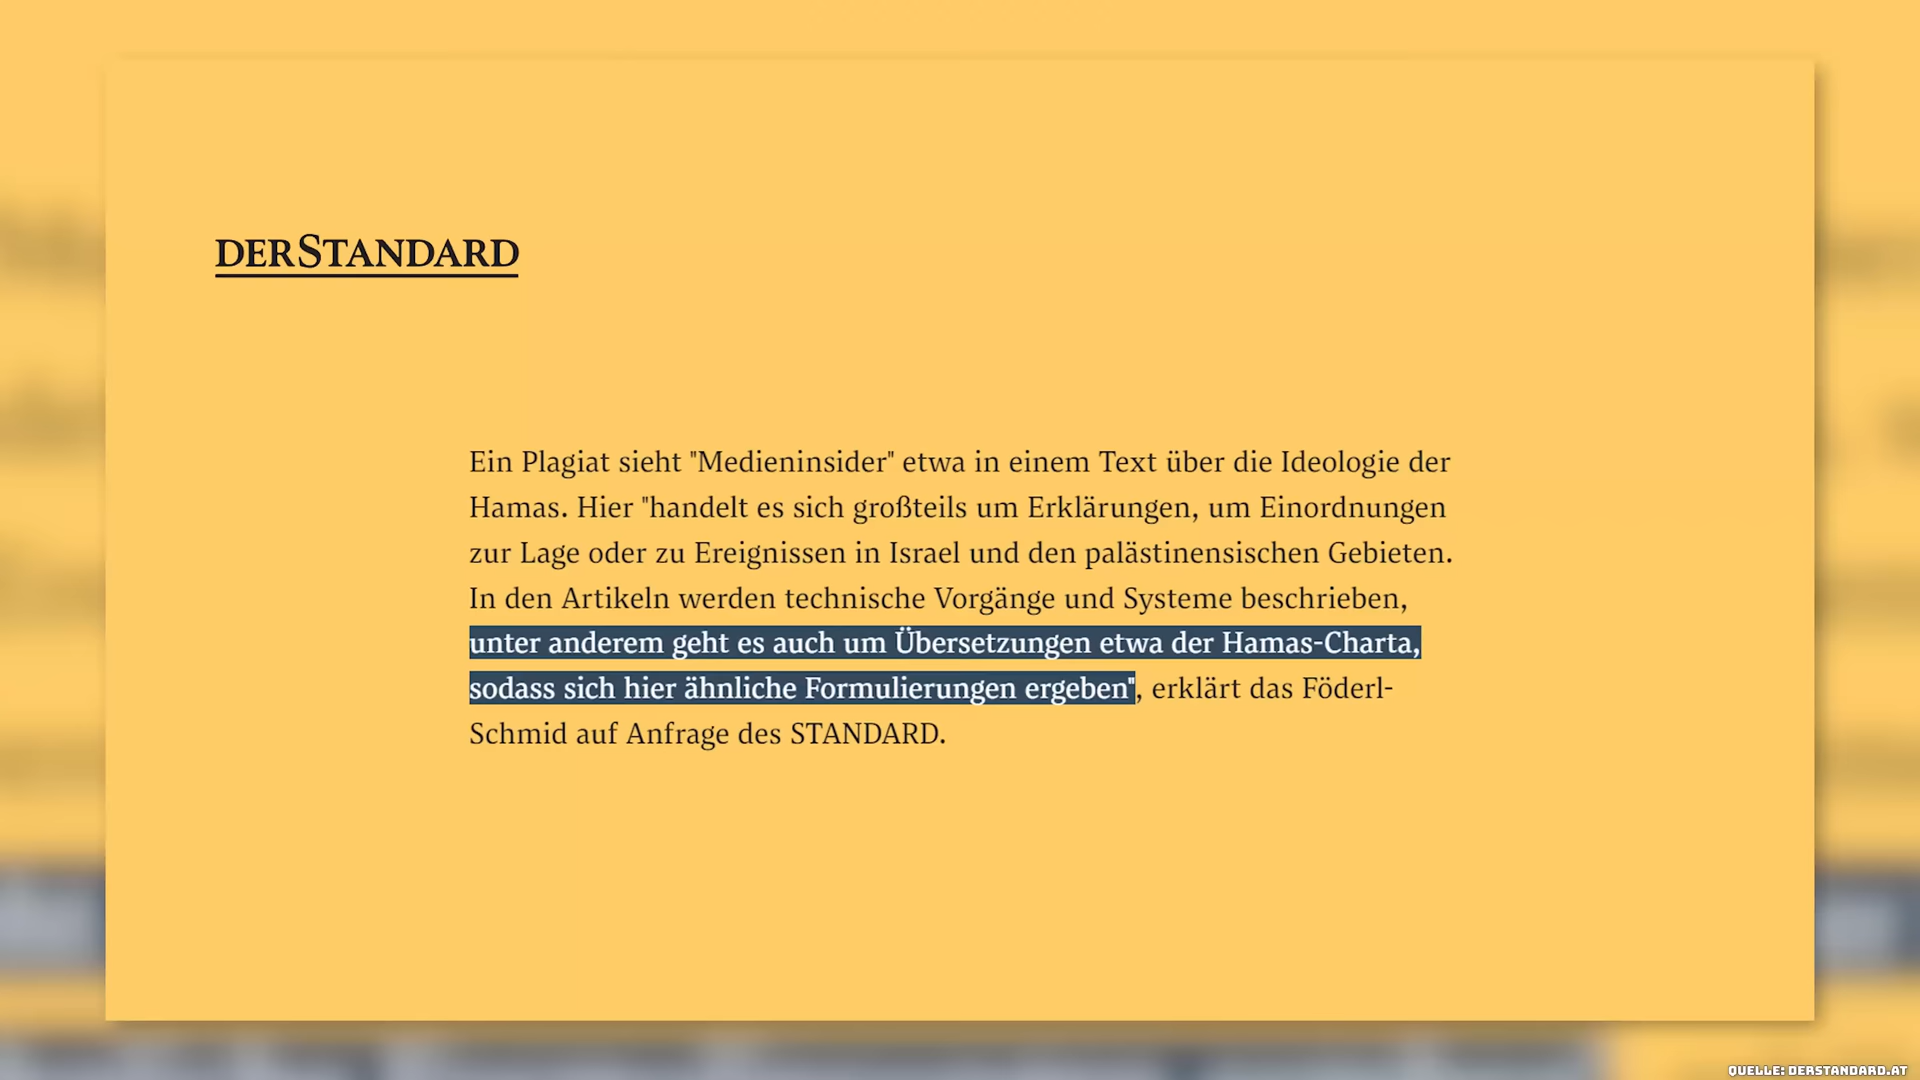 DERSTANDARD
Ein Plagiat sieht "Medieninsider" etwa in einem Text über die Ideologie der
Hamas. Hier "handelt es sich großteils um Erklärungen, um Einordnungen
zur Lage oder zu Ereignissen in Israel und den palästinensischen Gebieten.
In den Artikeln werden technische Vorgänge und Systeme beschrieben,
unter anderem geht es auch um Übersetzungen etwa der Hamas-Charta,
sodass sich hier ähnliche Formulierungen ergeben", erklärt das Föderl-
Schmid auf Anfrage des STANDARD.
QUELLE: DERSTANDARD.AT